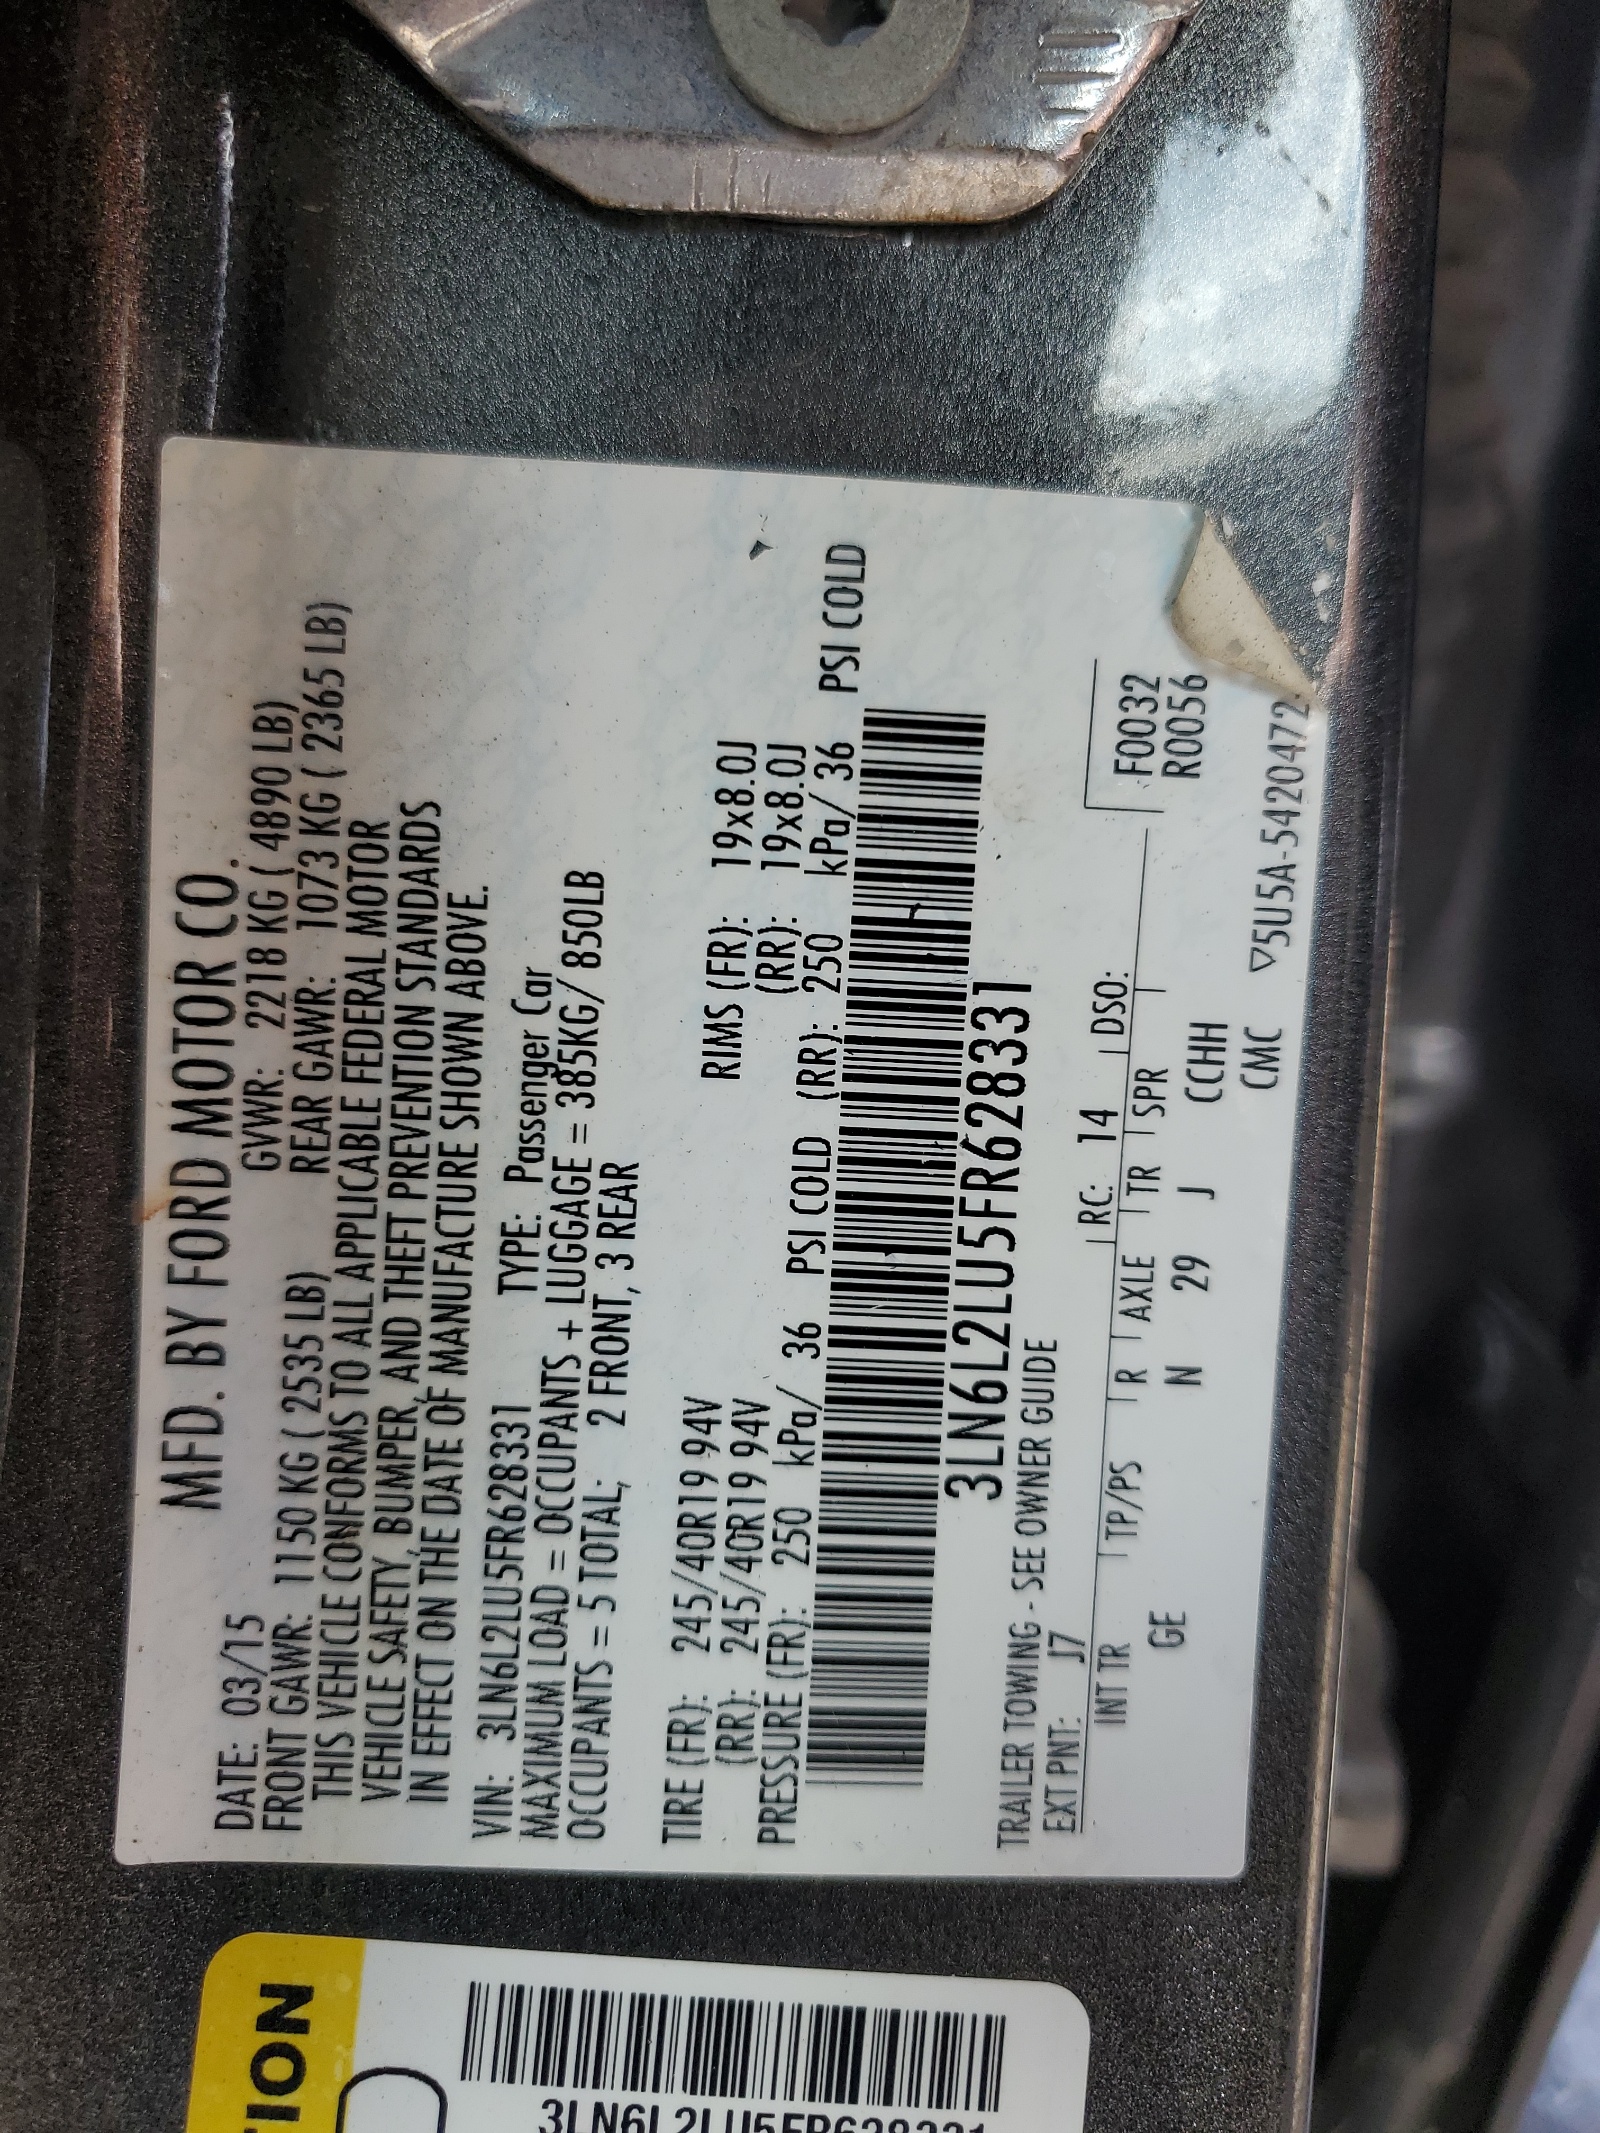 MFD. BY FORD MOTOR CO.
DATE: 03/15 GVWR: 2218 KG ( 4890 LB)
FRONT GAWR: 1150 KG ( 2535 LB) REAR GAWR: 1073 KG ( 2365 LB)
THIS VEHICLE CONFORMS TO ALL APPLICABLE FEDERAL MOTOR
VEHICLE SAFETY, BUMPER, AND THEFT PREVENTION STANDARDS
IN EFFECT ON THE DATE OF MANUFACTURE SHOWN ABOVE.
VIN: 3LN6L2LU5FR628331 TYPE: Passenger Car
MAXIMUM LOAD = OCCUPANTS + LUGGAGE = 385KG/ 850LB
OCCUPANTS = 5 TOTAL; 2 FRONT, 3 REAR
TIRE (FR): 245/40R19 94V RIMS (FR): 19x8.0J
(RR): 245/40R19 94V (RR): 19x8.0J
PRESSURE (FR): 250 kPa/ 36 PSI COLD (RR): 250 kPa/ 36 PSI COLD
3LN6L2LU5FR628331
TRAILER TOWING - SEE OWNER GUIDE
EXT PNT: J7 RC: 14 DSO: F0032
INT TR TP/PS R AXLE TR SPR R0056
GE N 29 J CCHH
CMC ▽5U5A-5420472
TION
3LN6L2LU5FR628331